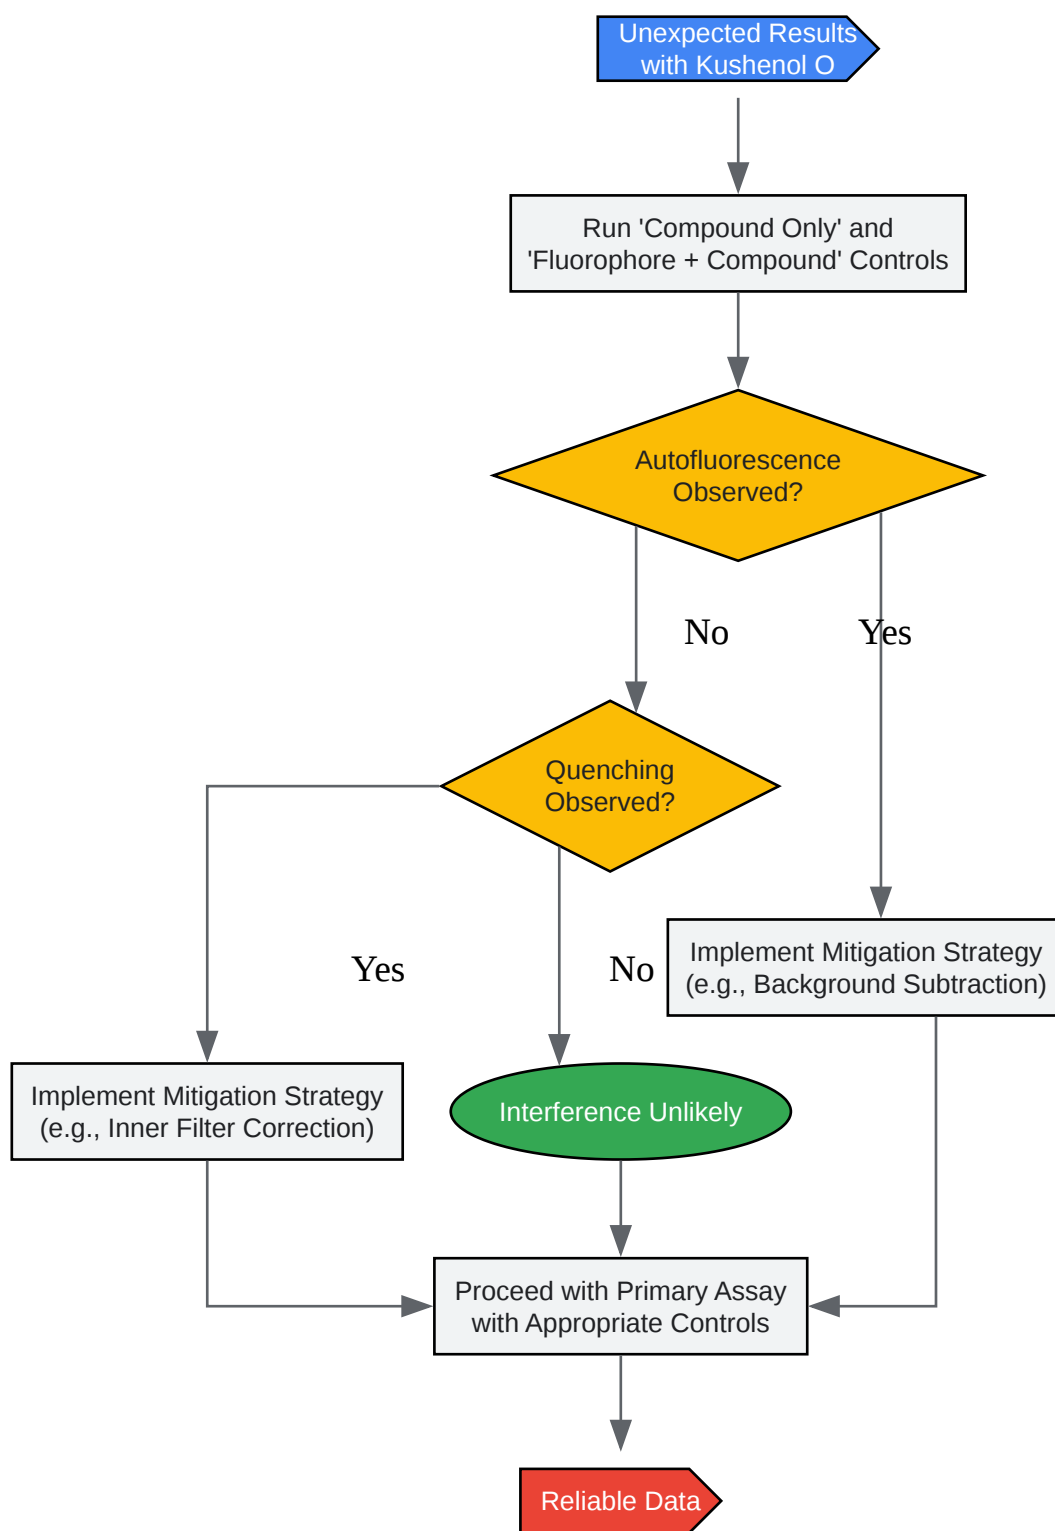 Unexpected Results
with Kushenol O
Run 'Compound Only' and
'Fluorophore + Compound' Controls
Autofluorescence
Observed?
No
Yes
Quenching
Observed?
Yes
No
Implement Mitigation Strategy
(e.g., Background Subtraction)
Implement Mitigation Strategy
(e.g., Inner Filter Correction)
Interference Unlikely
Proceed with Primary Assay
with Appropriate Controls
Reliable Data